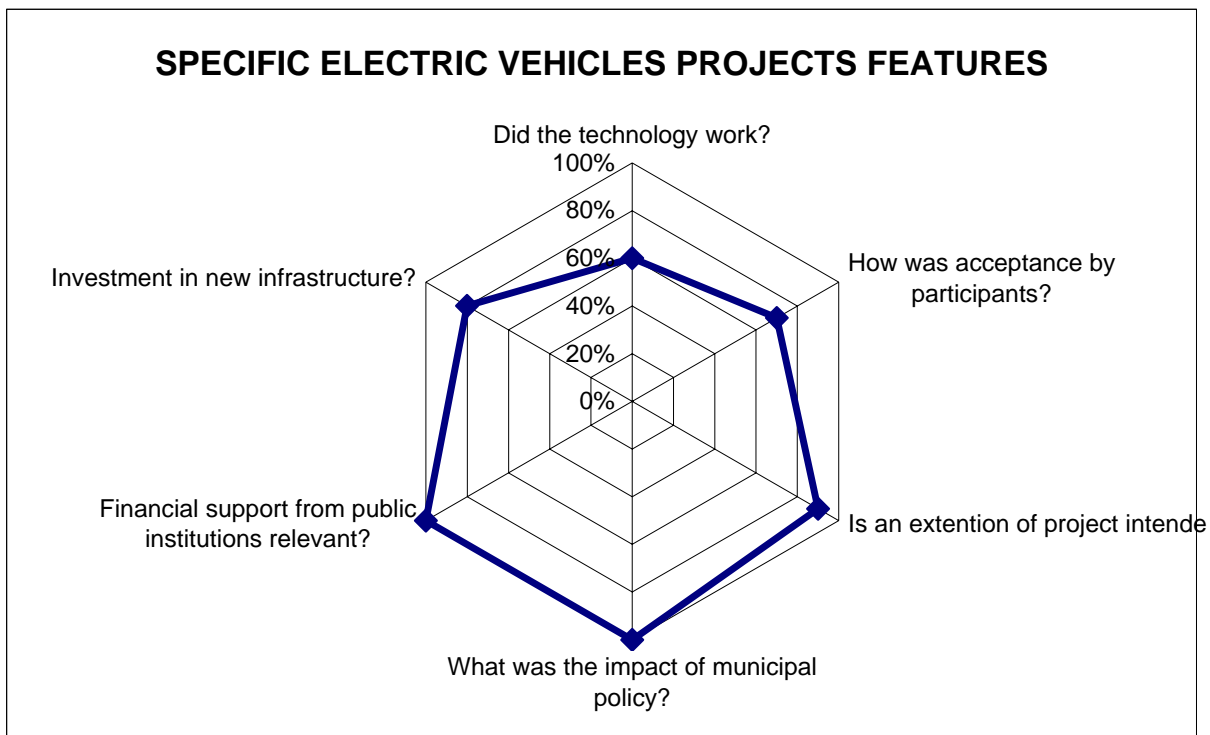 SPECIFIC ELECTRIC VEHICLES PROJECTS FEATURES
Did the technology work?
100%
80%
60%
40%
20%
0%
How was acceptance by
participants?
Is an extention of project intende
What was the impact of municipal
policy?
Financial support from public
institutions relevant?
Investment in new infrastructure?